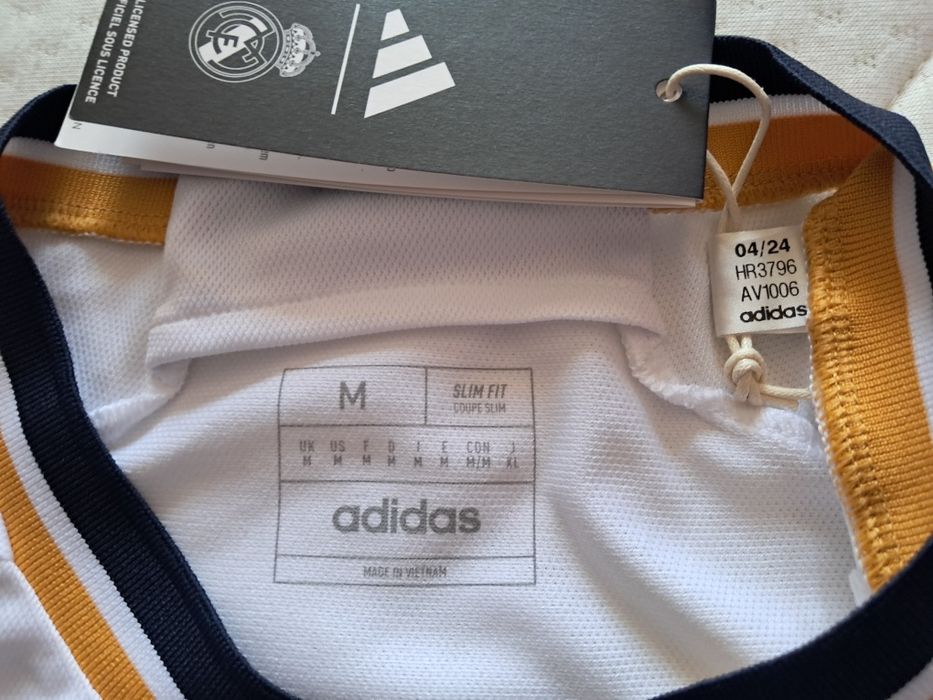 LICENSED PRODUCT
OFFICIEL SOUS LICENCE
04/24
HR3796
AV1006
adidas
M
SLIM FIT
COUPE SLIM
UK US F D I E CON J
M M M M M M M/M XL
adidas
MADE IN VIETNAM